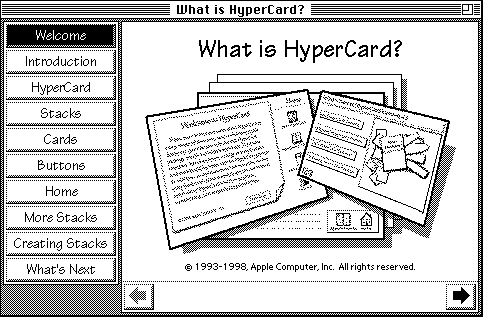 What is HyperCard?
Welcome
Introduction
HyperCard
Stacks
Cards
Buttons
Home
More Stacks
Creating Stacks
What's Next
What is HyperCard?
Welcome to HyperCard
Home
© 1993-1998, Apple Computer, Inc. All rights reserved.